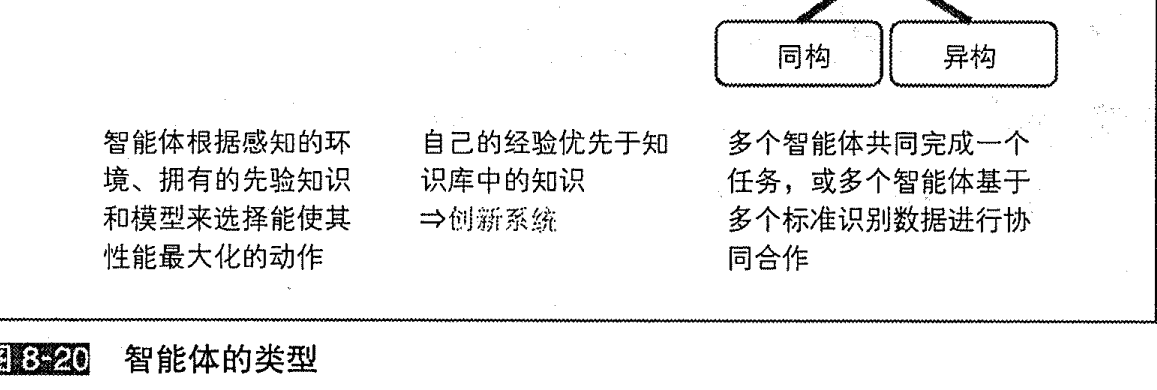 同构 异构
智能体根据感知的环
境、拥有的先验知识
和模型来选择能使其
性能最大化的动作
自己的经验优先于知
识库中的知识
⇒创新系统
多个智能体共同完成一个
任务，或多个智能体基于
多个标准识别数据进行协
同合作
图8-20 智能体的类型